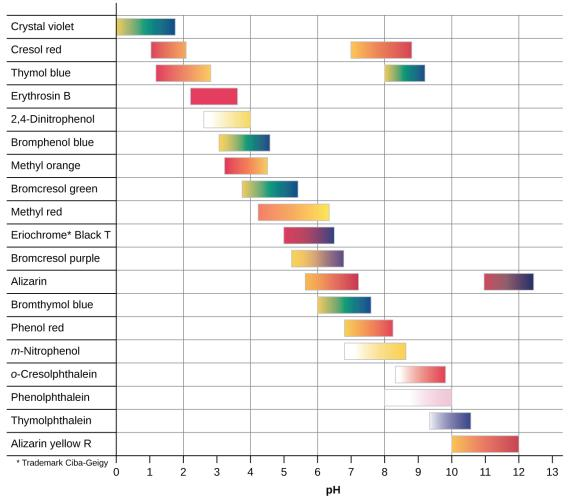 Crystal violet
Cresol red
Thymol blue
Erythrosin B
2,4-Dinitrophenol
Bromphenol blue
Methyl orange
Bromcresol green
Methyl red
Eriochrome* Black T
Bromcresol purple
Alizarin
Bromthymol blue
Phenol red
m-Nitrophenol
o-Cresolphthalein
Phenolphthalein
Thymolphthalein
Alizarin yellow R
* Trademark Ciba-Geigy
0 1 2 3 4 5 6 7 8 9 10 11 12 13
pH